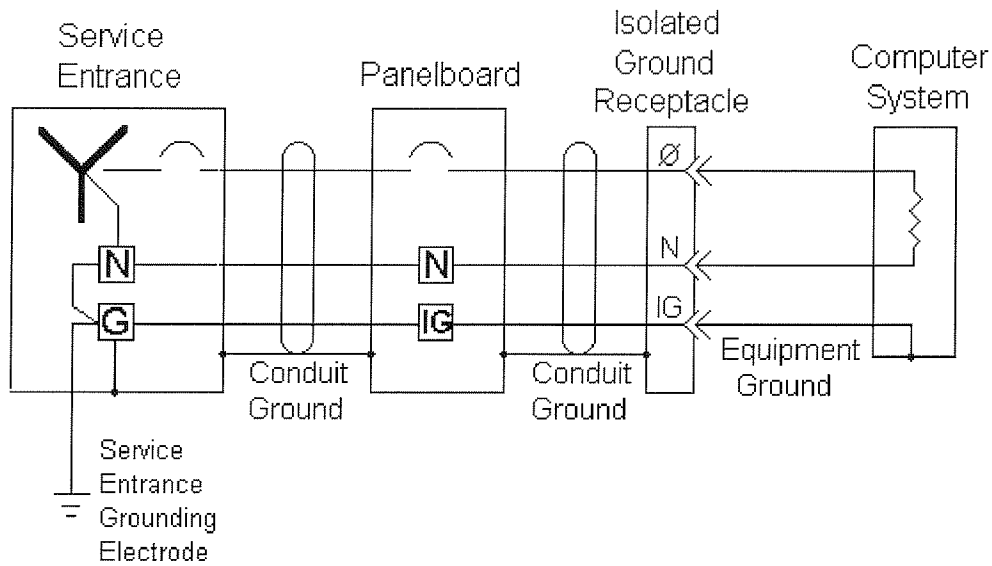 Service
Entrance
Panelboard
Isolated
Ground
Receptacle
Computer
System
Ø
N
N
N
G
IG
IG
Conduit
Ground
Conduit
Ground
Equipment
Ground
Service
Entrance
Grounding
Electrode